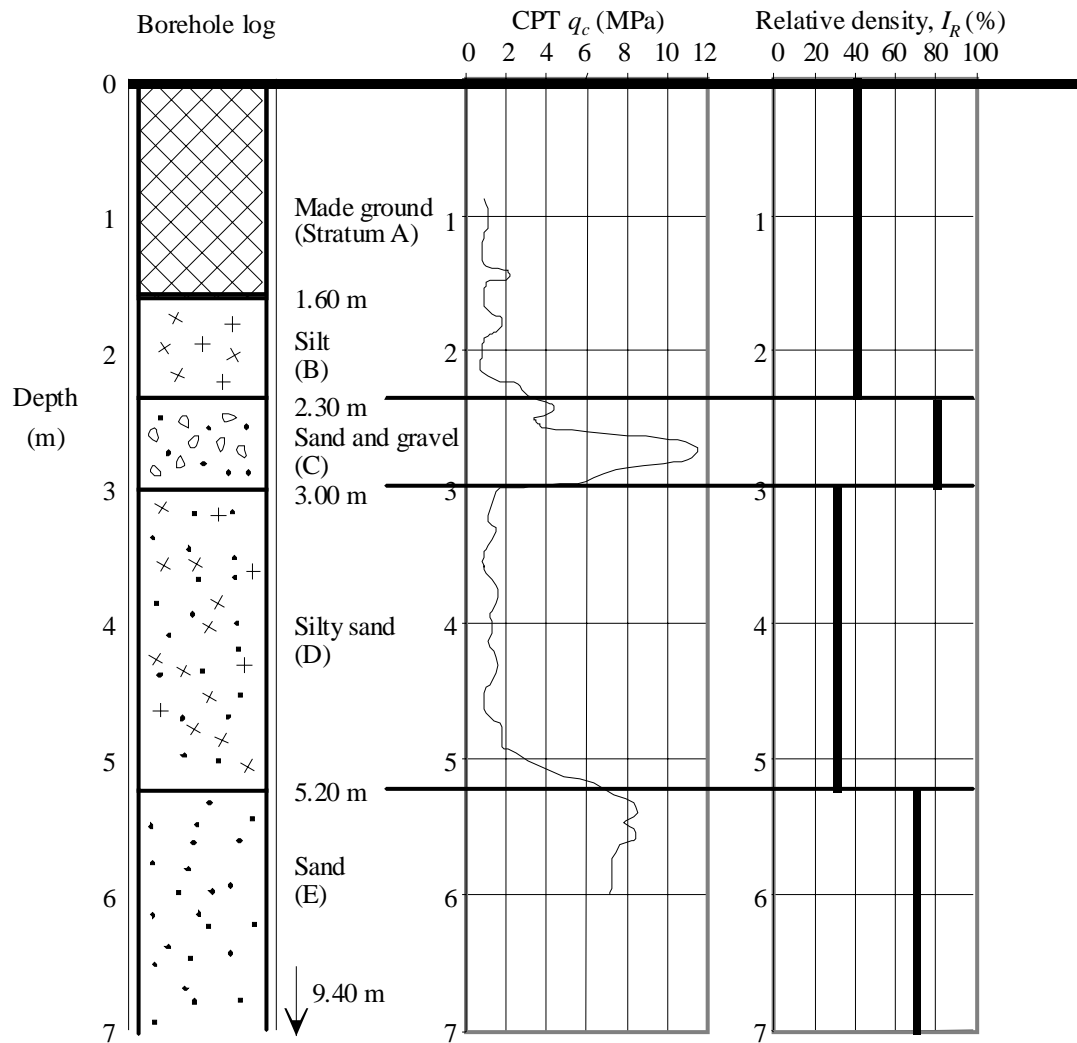 Borehole log
CPT q_c (MPa)
Relative density, I_R (%)
0 2 4 6 8 10 12
0 20 40 60 80 100
0
1
2
3
4
5
6
7
Depth
(m)
Made ground
(Stratum A)
1.60 m
Silt
(B)
2.30 m
Sand and gravel
(C)
3.00 m
Silty sand
(D)
5.20 m
Sand
(E)
9.40 m
1
2
3
4
5
6
7
1
2
3
4
5
6
7